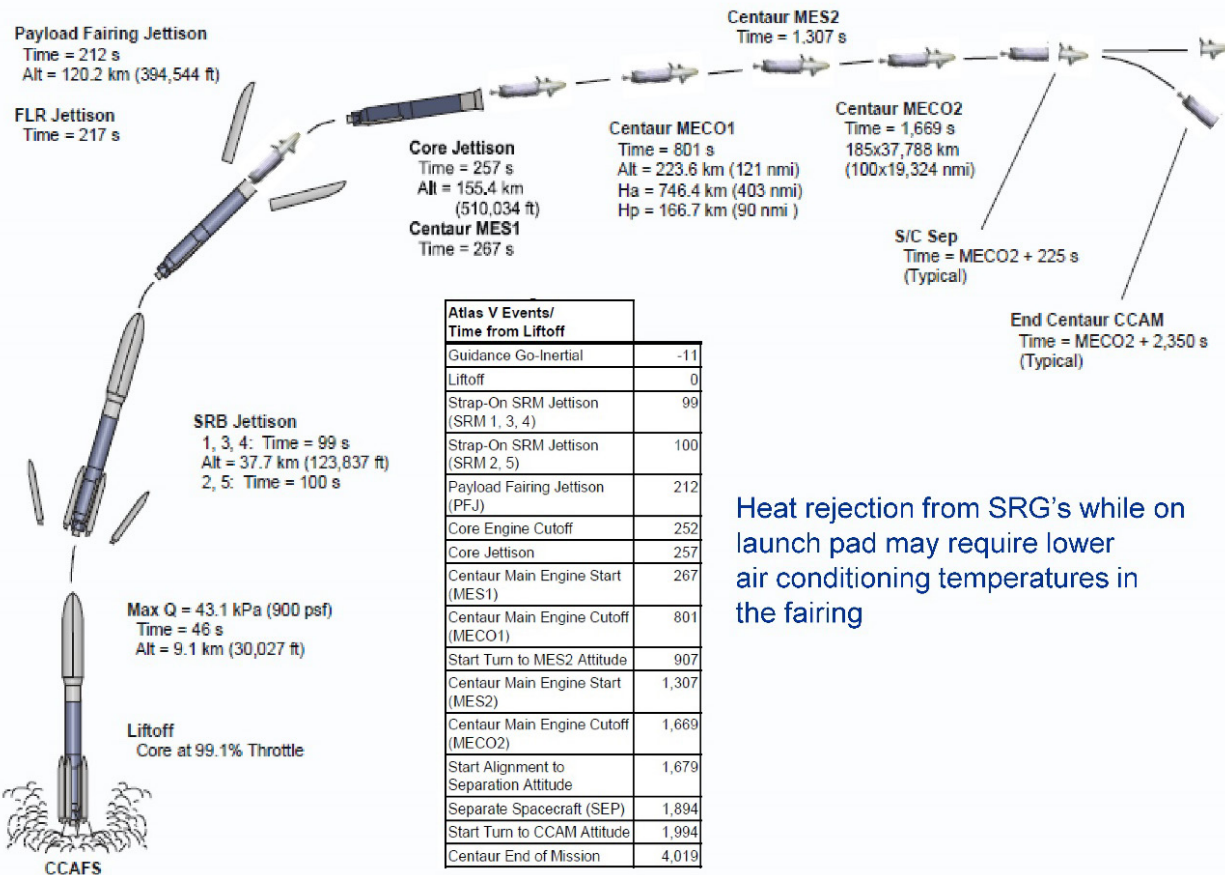 Payload Fairing Jettison
Time = 212 s
Alt = 120.2 km (394,544 ft)
FLR Jettison
Time = 217 s
Core Jettison
Time = 257 s
Alt = 155.4 km
(510,034 ft)
Centaur MES1
Time = 267 s
Centaur MECO1
Time = 801 s
Alt = 223.6 km (121 nmi)
Ha = 746.4 km (403 nmi)
Hp = 166.7 km (90 nmi )
Centaur MES2
Time = 1,307 s
Centaur MECO2
Time = 1,669 s
185x37,788 km
(100x19,324 nmi)
S/C Sep
Time = MECO2 + 225 s
(Typical)
End Centaur CCAM
Time = MECO2 + 2,350 s
(Typical)
SRB Jettison
1, 3, 4: Time = 99 s
Alt = 37.7 km (123,837 ft)
2, 5: Time = 100 s
Max Q = 43.1 kPa (900 psf)
Time = 46 s
Alt = 9.1 km (30,027 ft)
Liftoff
Core at 99.1% Throttle
CCAFS
Atlas V Events/
Time from Liftoff
Guidance Go-Inertial -11
Liftoff 0
Strap-On SRM Jettison 99
(SRM 1, 3, 4)
Strap-On SRM Jettison 100
(SRM 2, 5)
Payload Fairing Jettison 212
(PFJ)
Core Engine Cutoff 252
Core Jettison 257
Centaur Main Engine Start 267
(MES1)
Centaur Main Engine Cutoff 801
(MECO1)
Start Turn to MES2 Attitude 907
Centaur Main Engine Start 1,307
(MES2)
Centaur Main Engine Cutoff 1,669
(MECO2)
Start Alignment to 1,679
Separation Attitude
Separate Spacecraft (SEP) 1,894
Start Turn to CCAM Attitude 1,994
Centaur End of Mission 4,019
Heat rejection from SRG's while on
launch pad may require lower
air conditioning temperatures in
the fairing